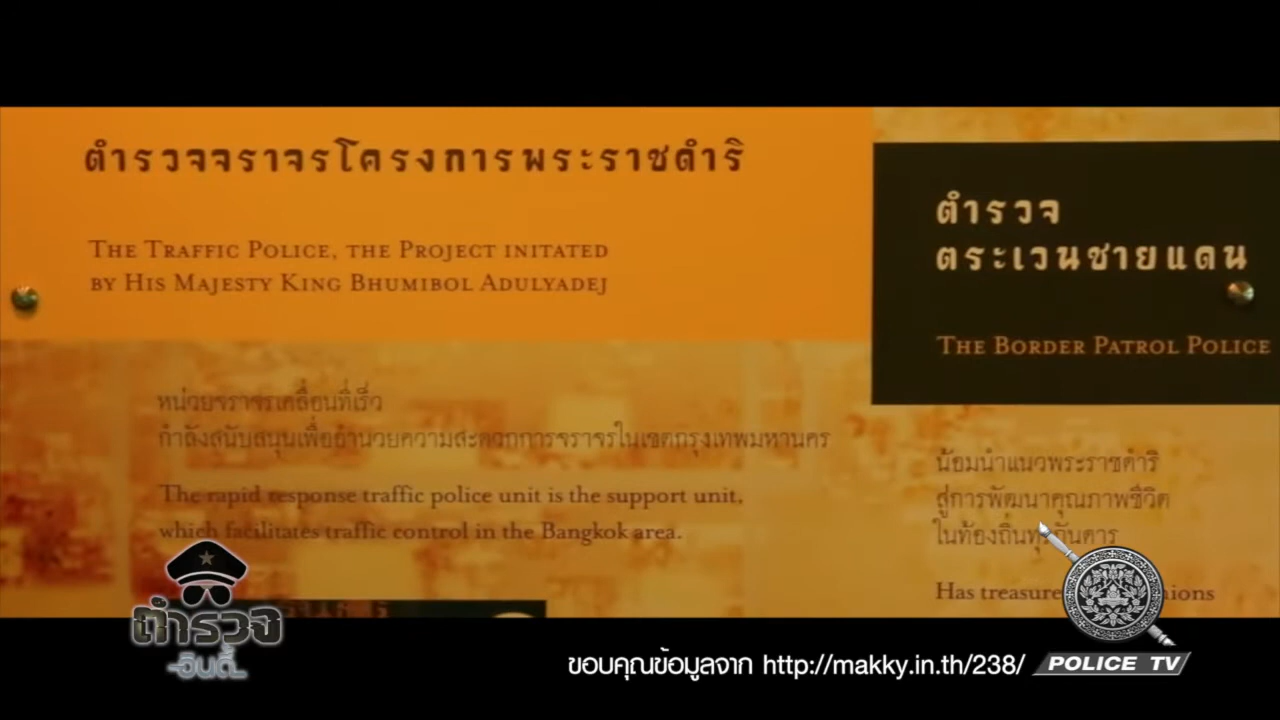 ตำรวจจราจรโครงการพระราชดำริ
THE TRAFFIC POLICE, THE PROJECT INITATED
BY HIS MAJESTY KING BHUMIBOL ADULYADEJ
หน่วยจราจรเคลื่อนที่เร็ว
กำลังสนับสนุนเพื่ออำนวยความสะดวกการจราจรในเขตกรุงเทพมหานคร
The rapid response traffic police unit is the support unit,
which facilitates traffic control in the Bangkok area.
ตำรวจ
ตระเวนชายแดน
THE BORDER PATROL POLICE
น้อมนำแนวพระราชดำริ
สู่การพัฒนาคุณภาพชีวิต
ในท้องถิ่นทุรกันดาร
Has treasure
ตำรวจ
-อินดี้-
ขอบคุณข้อมูลจาก http://makky.in.th/238/
POLICE TV